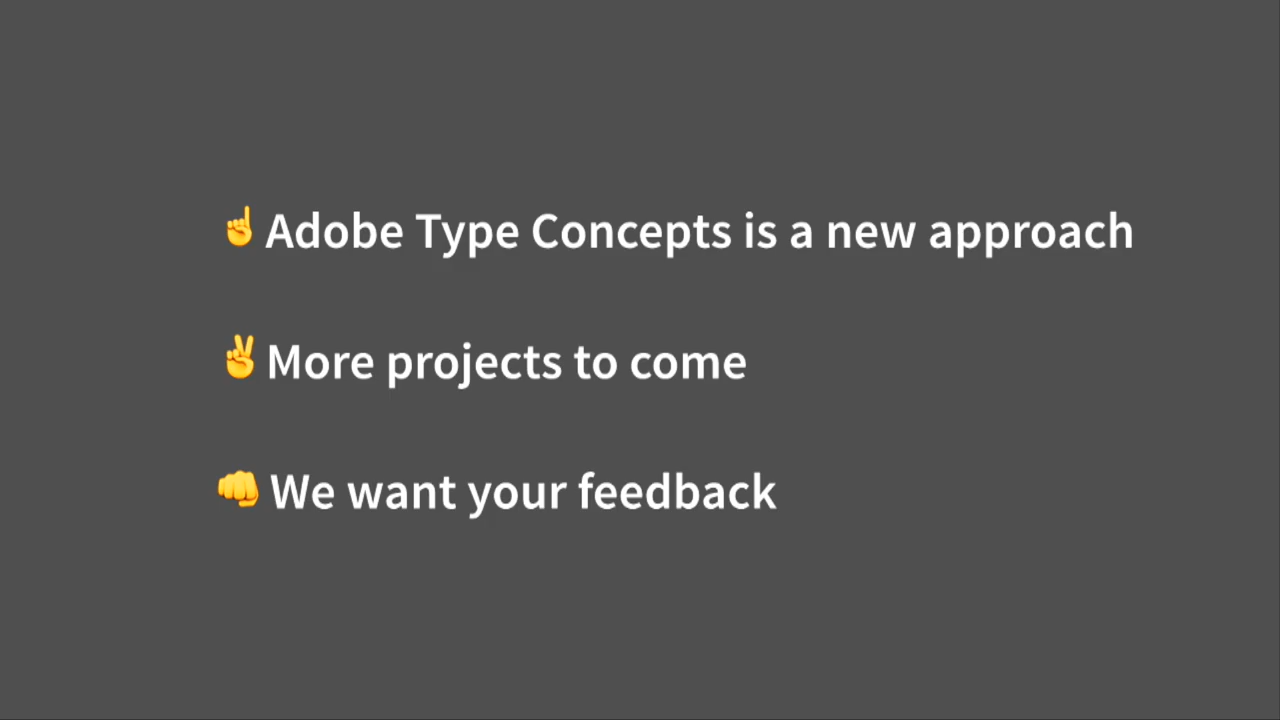 ☝Adobe Type Concepts is a new approach
✌More projects to come
👊We want your feedback